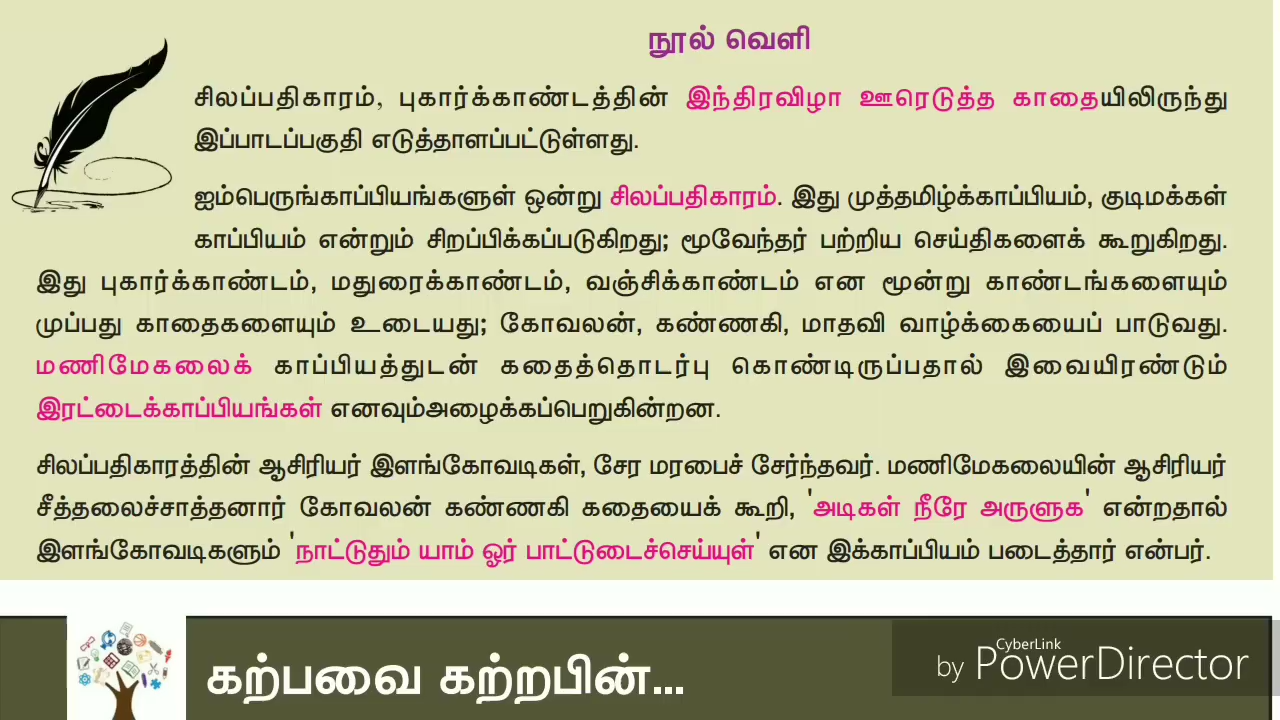 நூல் வெளி
சிலப்பதிகாரம், புகார்க்காண்டத்தின் இந்திரவிழா ஊரெடுத்த காதையிலிருந்து
இப்பாடப்பகுதி எடுத்தாளப்பட்டுள்ளது.
ஐம்பெருங்காப்பியங்களுள் ஒன்று சிலப்பதிகாரம். இது முத்தமிழ்க்காப்பியம், குடிமக்கள்
காப்பியம் என்றும் சிறப்பிக்கப்படுகிறது; மூவேந்தர் பற்றிய செய்திகளைக் கூறுகிறது.
இது புகார்க்காண்டம், மதுரைக்காண்டம், வஞ்சிக்காண்டம் என மூன்று காண்டங்களையும்
முப்பது காதைகளையும் உடையது; கோவலன், கண்ணகி, மாதவி வாழ்க்கையைப் பாடுவது.
மணிமேகலைக் காப்பியத்துடன் கதைத்தொடர்பு கொண்டிருப்பதால் இவையிரண்டும்
இரட்டைக்காப்பியங்கள் எனவும்அழைக்கப்பெறுகின்றன.
சிலப்பதிகாரத்தின் ஆசிரியர் இளங்கோவடிகள், சேர மரபைச் சேர்ந்தவர். மணிமேகலையின் ஆசிரியர்
சீத்தலைச்சாத்தனார் கோவலன் கண்ணகி கதையைக் கூறி, 'அடிகள் நீரே அருளுக' என்றதால்
இளங்கோவடிகளும் 'நாட்டுதும் யாம் ஓர் பாட்டுடைச்செய்யுள்' என இக்காப்பியம் படைத்தார் என்பர்.
கற்பவை கற்றபின்...
by CyberLink PowerDirector